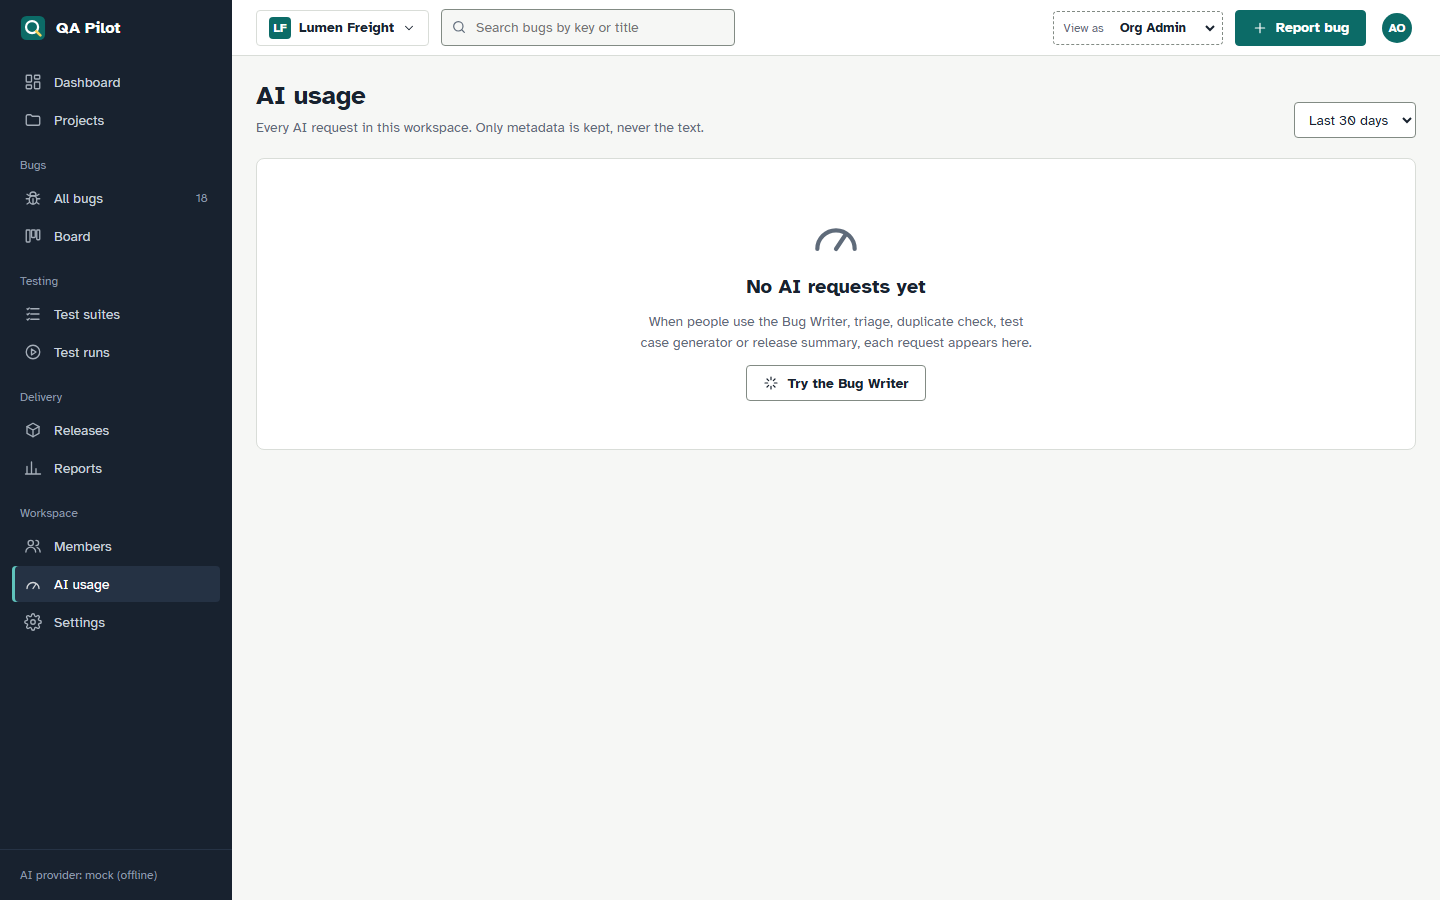 QA Pilot
Dashboard
Projects
Bugs
All bugs 18
Board
Testing
Test suites
Test runs
Delivery
Releases
Reports
Workspace
Members
AI usage
Settings
AI provider: mock (offline)
LF Lumen Freight
Search bugs by key or title
View as Org Admin
Report bug
AO
AI usage
Every AI request in this workspace. Only metadata is kept, never the text.
Last 30 days
No AI requests yet
When people use the Bug Writer, triage, duplicate check, test
case generator or release summary, each request appears here.
Try the Bug Writer